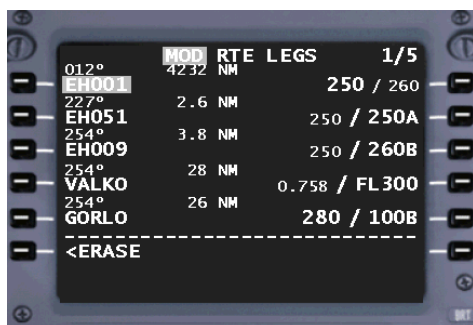 MOD RTE LEGS 1/5
012° 4232 NM
EH001 250 / 260
227° 2.6 NM
EH051 250 / 250A
254° 3.8 NM
EH009 250 / 260B
254° 28 NM
VALKO 0.758 / FL300
254° 26 NM
GORLO 280 / 100B
<ERASE